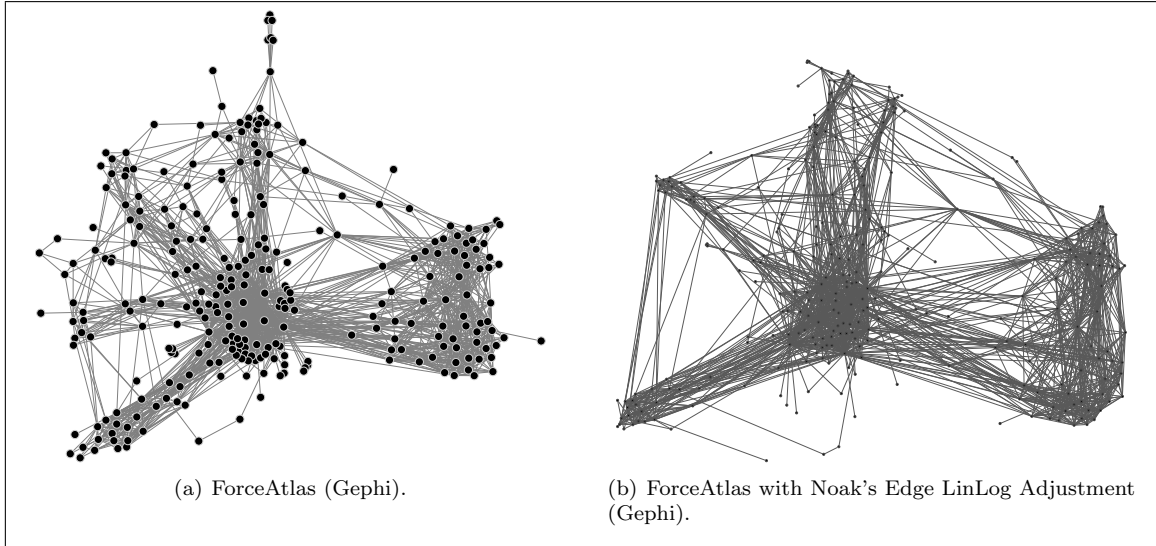 (a) ForceAtlas (Gephi).
(b) ForceAtlas with Noak's Edge LinLog Adjustment
(Gephi).